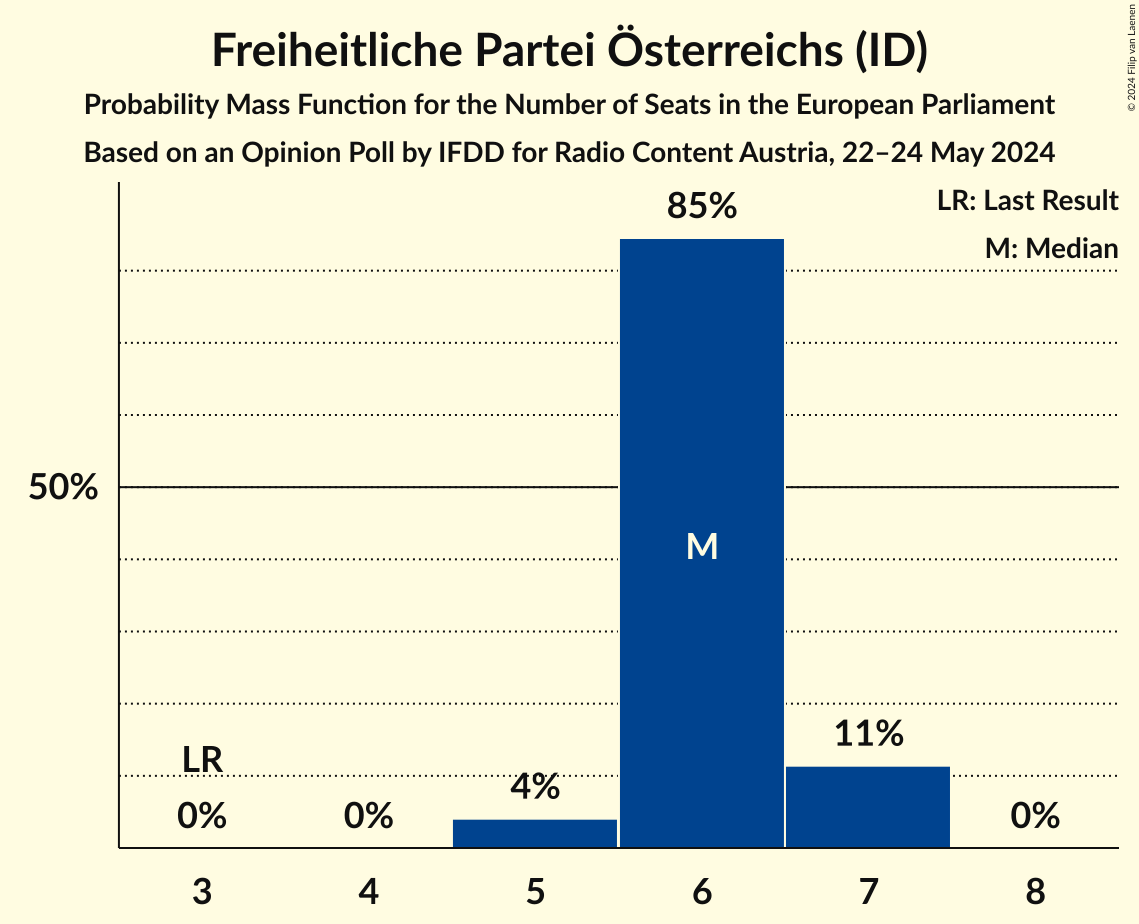 Freiheitliche Partei Österreichs (ID)
Probability Mass Function for the Number of Seats in the European Parliament
Based on an Opinion Poll by IFDD for Radio Content Austria, 22–24 May 2024
© 2024 Filip van Laenen
LR: Last Result
M: Median
85%
50%
M
11%
LR
4%
0%
0%
0%
3 4 5 6 7 8